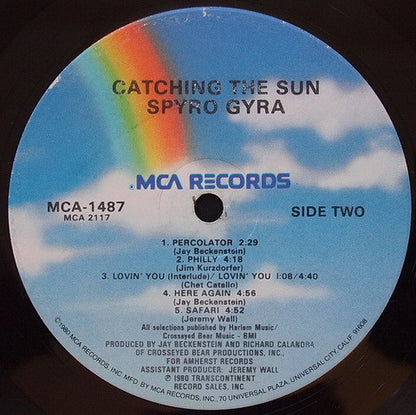 CATCHING THE SUN
SPYRO GYRA
MCA RECORDS
MCA-1487
MCA 2117
SIDE TWO
1. PERCOLATOR 2:29
(Jay Beckenstein)
2. PHILLY 4:18
(Jim Kurzdorfer)
3. LOVIN' YOU (Interlude)/ LOVIN' YOU 1:08/4:40
(Chet Catallo)
4. HERE AGAIN 4:56
(Jay Beckenstein)
5. SAFARI 4:52
(Jeremy Wall)
All selections published by Harlem Music/
Crosseyed Bear Music - BMI
PRODUCED BY JAY BECKENSTEIN AND RICHARD CALANDRA
OF CROSSEYED BEAR PRODUCTIONS, INC.,
FOR AMHERST RECORDS
ASSISTANT PRODUCER: JEREMY WALL
℗ 1980 TRANSCONTINENT
RECORD SALES, INC.
©1980 MCA RECORDS, INC., MFG. BY MCA RECORDS, INC., 70 UNIVERSAL PLAZA, UNIVERSAL CITY, CALIF. 91608